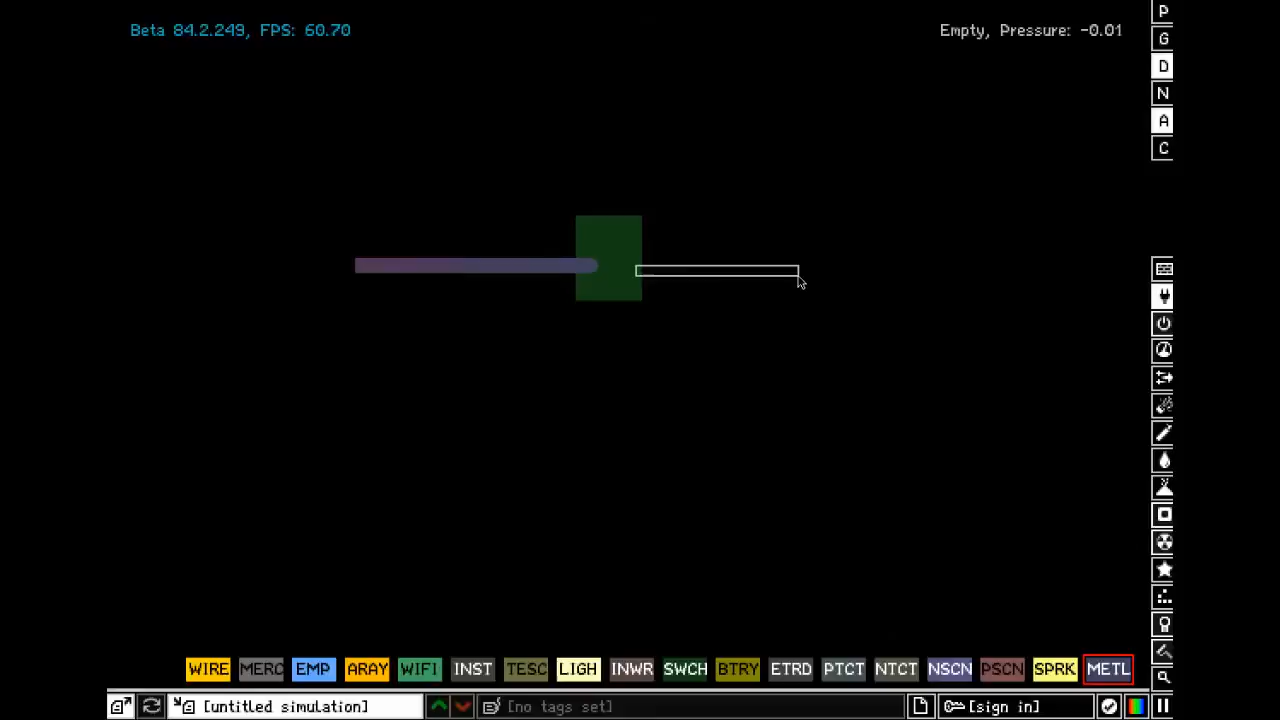 Beta 84.2.249, FPS: 60.70
Empty, Pressure: -0.01
P
G
D
N
A
C
WIRE MERC EMP ARAY WIFI INST TESC LIGH INWR SWCH BTRY ETRD PTCT NTCT NSCN PSCN SPRK METL
[untitled simulation] [no tags set] [sign in]